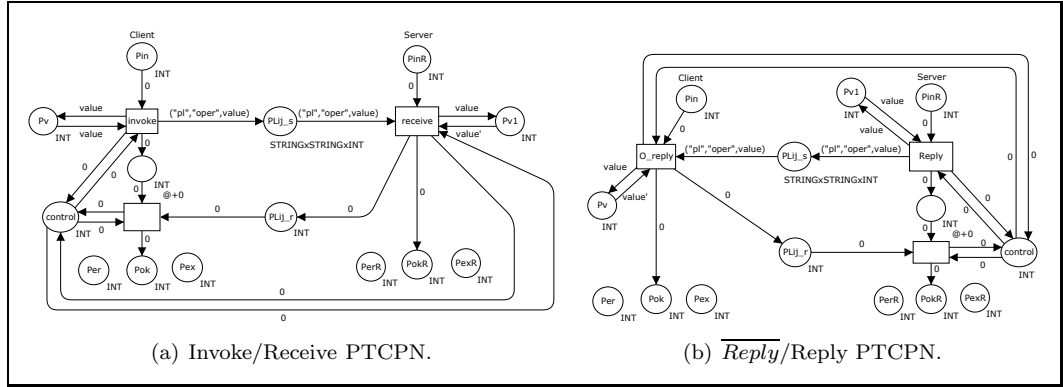 Client
Pin
INT
0
Server
PinR
INT
0
Pv
INT
value
value
invoke
("pl","oper",value)
PLij_s
("pl","oper",value)
STRINGxSTRINGxINT
receive
value
value'
Pv1
INT
0
0
0
INT
0
@+0
control
INT
0
0
0
PLij_r
INT
0
0
0
0
Per
INT
Pok
INT
Pex
INT
PerR
INT
PokR
INT
PexR
INT
0
0
(a) Invoke/Receive PTCPN.
Client
Pin
INT
0
Pv1
INT
value
value
Server
PinR
INT
0
0
0
O_reply
("pl","oper",value)
PLij_s
("pl","oper",value)
STRINGxSTRINGxINT
Reply
value
value'
Pv
INT
0
0
0
0
0
INT
0
@+0
0
0
control
INT
PLij_r
INT
0
0
Per
INT
Pok
INT
Pex
INT
PerR
INT
PokR
INT
PexR
INT
(b) Reply/Reply PTCPN.